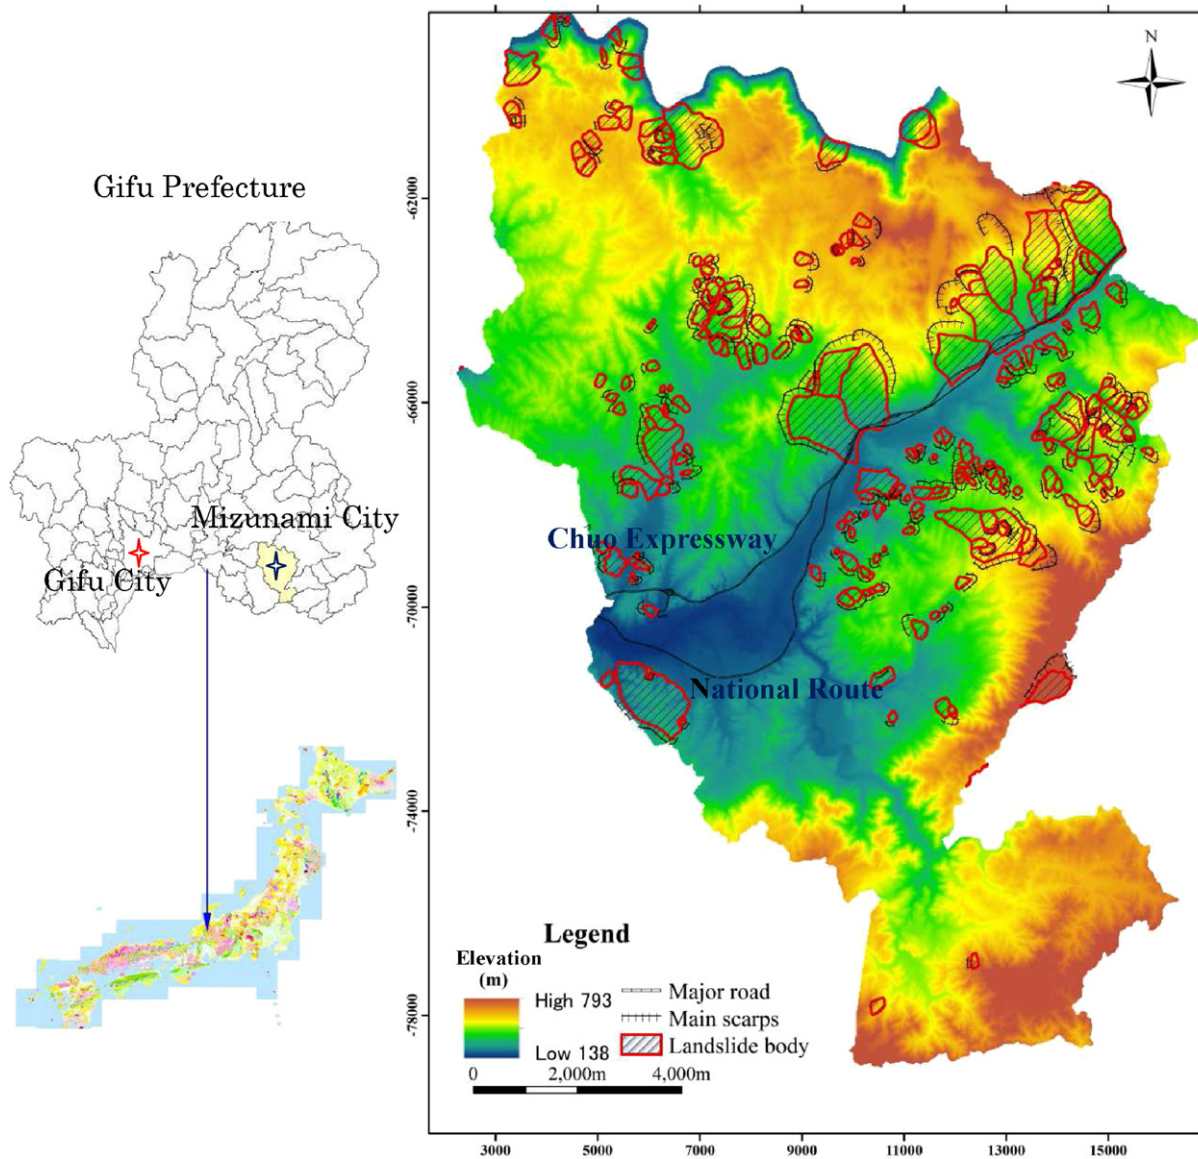 N
Gifu Prefecture
Mizunami City
Gifu City
-62000
-66000
-70000
-74000
-78000
Chuo Expressway
National Route
Legend
Elevation
(m)
High 793
Low 138
Major road
Main scarps
Landslide body
0 2,000m 4,000m
3000 5000 7000 9000 11000 13000 15000